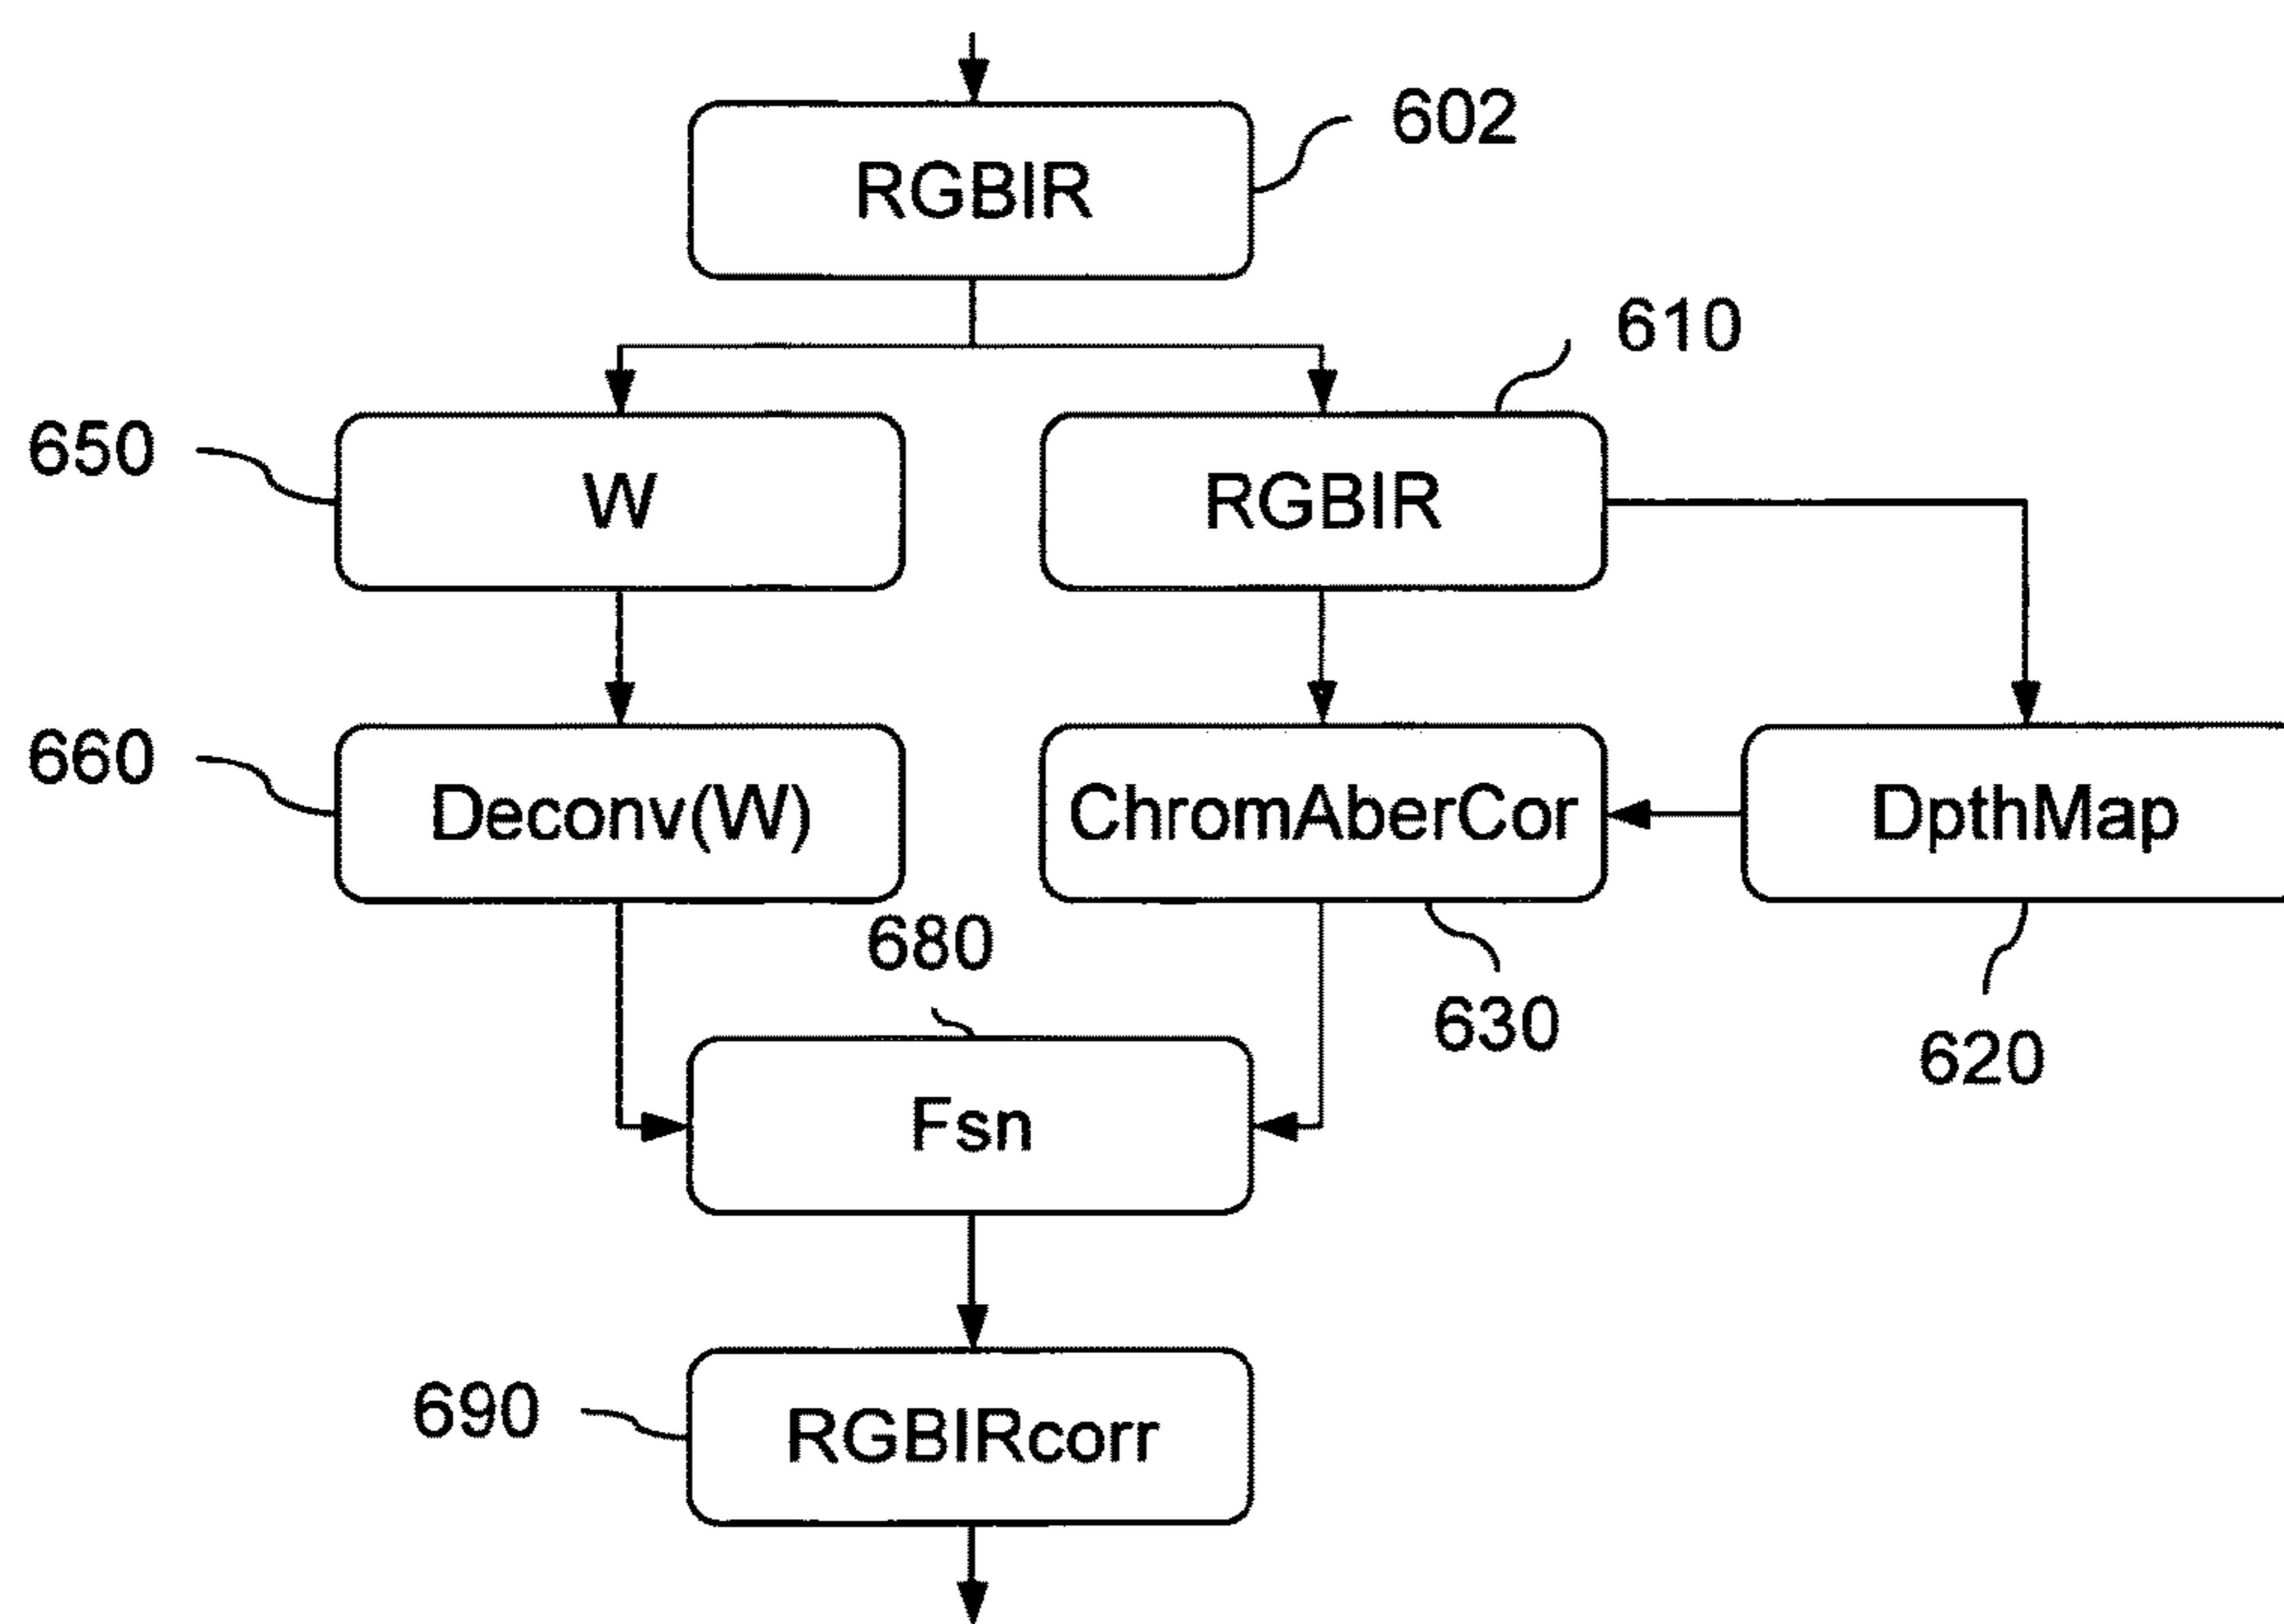 602
RGBIR
610
650
W
RGBIR
660
Deconv(W)
ChromAberCor
DpthMap
680
630
620
Fsn
690
RGBIRcorr